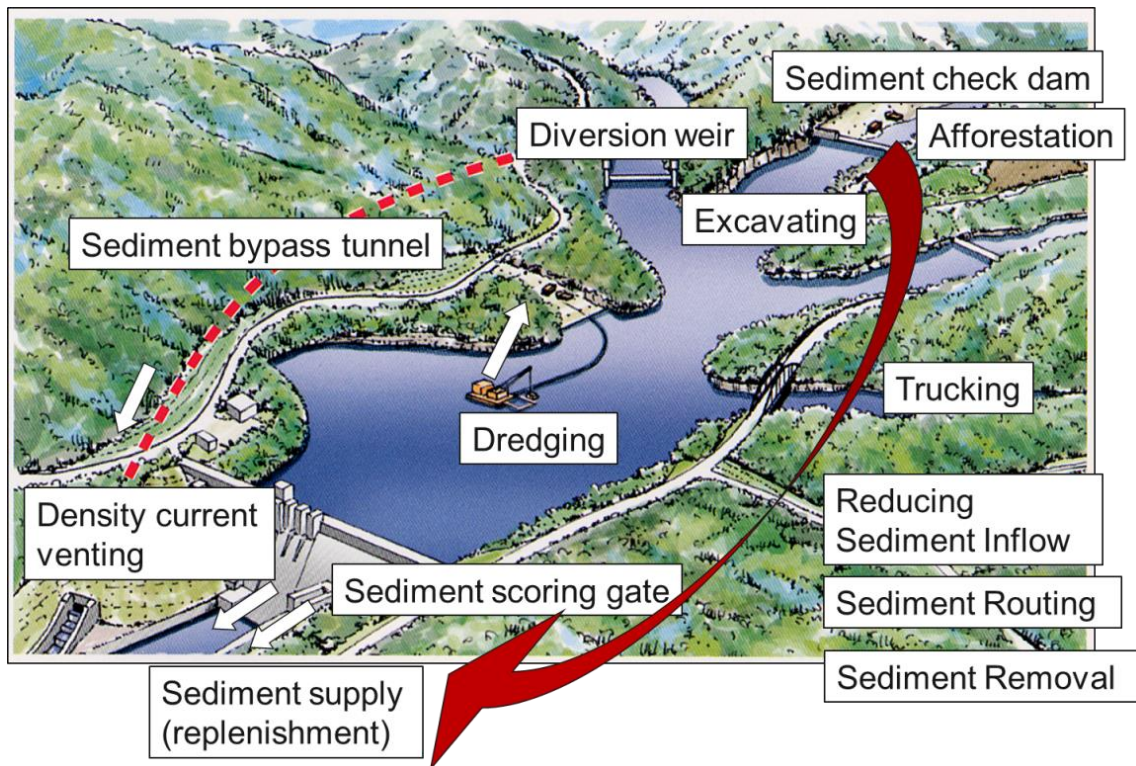 Sediment check dam
Diversion weir
Afforestation
Excavating
Sediment bypass tunnel
Trucking
Dredging
Density current
venting
Reducing
Sediment Inflow
Sediment scoring gate
Sediment Routing
Sediment Removal
Sediment supply
(replenishment)